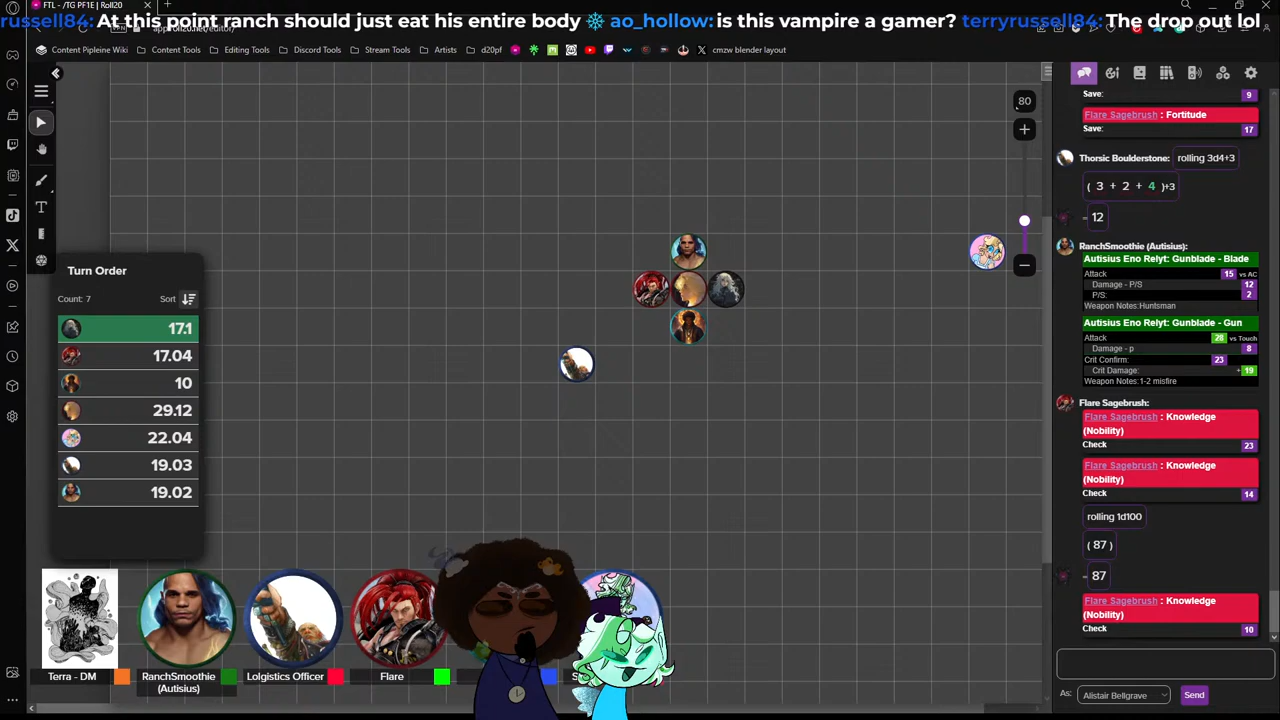 FTL - /TG PF1E | Roll20
russell84: At this point ranch should just eat his entire body ao_hollow: is this vampire a gamer? terryrussell84: The drop out lol
app.roll20.net/editor/
Content Pipleine Wiki
Content Tools
Editing Tools
Discord Tools
Stream Tools
Artists
d20pf
cmzw blender layout
80
Turn Order
Count: 7
Sort
17.1
17.04
10
29.12
22.04
19.03
19.02
Terra - DM
RanchSmoothie
(Autisius)
Lolgistics Officer
Flare
Save:
9
Flare Sagebrush : Fortitude
Save:
17
Thorsic Boulderstone: rolling 3d4+3
( 3 + 2 + 4 )+3
= 12
RanchSmoothie (Autisius):
Autisius Eno Relyt: Gunblade - Blade
Attack 15 vs AC
Damage - P/S 12
P/S: 2
Weapon Notes:Huntsman
Autisius Eno Relyt: Gunblade - Gun
Attack 28 vs Touch
Damage - p 8
Crit Confirm: 23
Crit Damage: + 19
Weapon Notes:1-2 misfire
Flare Sagebrush:
Flare Sagebrush : Knowledge
(Nobility)
Check 23
Flare Sagebrush : Knowledge
(Nobility)
Check 14
rolling 1d100
( 87 )
= 87
Flare Sagebrush : Knowledge
(Nobility)
Check 10
As: Alistair Bellgrave Send